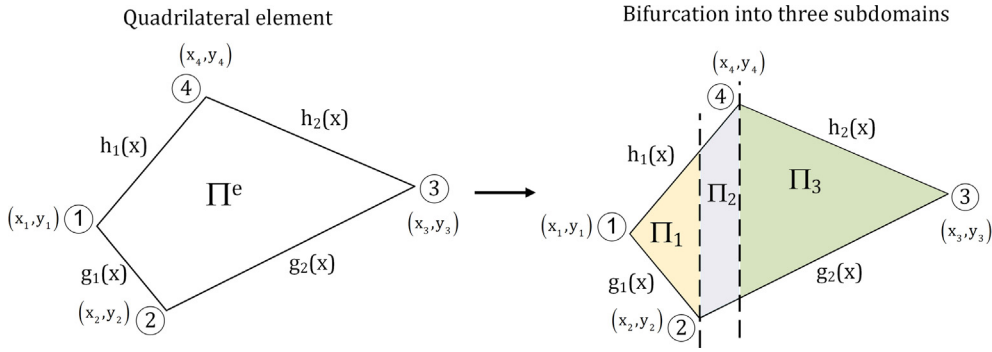 Quadrilateral element
(x₄,y₄)
4
h₁(x)
h₂(x)
Πᵉ
(x₁,y₁) 1
3
(x₃,y₃)
g₁(x)
g₂(x)
(x₂,y₂) 2
Bifurcation into three subdomains
(x₄,y₄)
4
h₁(x)
h₂(x)
Π₁
Π₂
Π₃
(x₁,y₁) 1
3
(x₃,y₃)
g₁(x)
g₂(x)
(x₂,y₂) 2